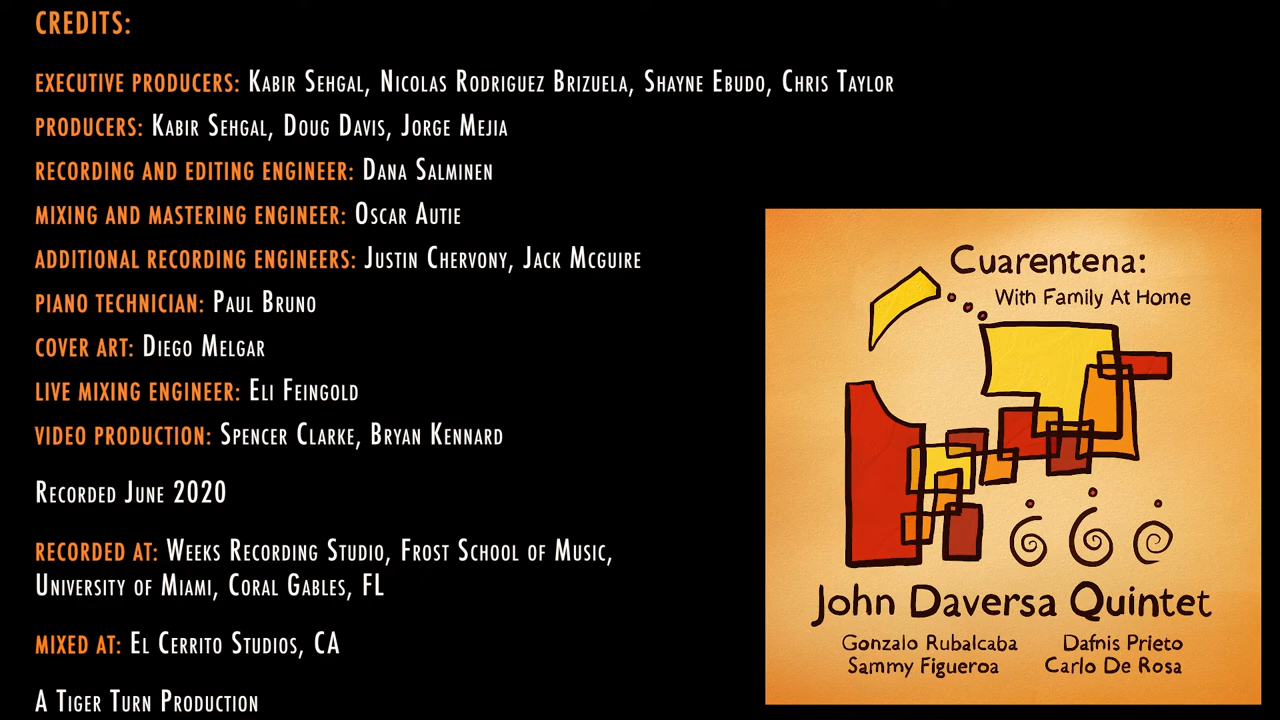 CREDITS:
EXECUTIVE PRODUCERS: KABIR SEHGAL, NICOLAS RODRIGUEZ BRIZUELA, SHAYNE EBUDO, CHRIS TAYLOR
PRODUCERS: KABIR SEHGAL, DOUG DAVIS, JORGE MEJIA
RECORDING AND EDITING ENGINEER: DANA SALMINEN
MIXING AND MASTERING ENGINEER: OSCAR AUTIE
ADDITIONAL RECORDING ENGINEERS: JUSTIN CHERVONY, JACK MCGUIRE
PIANO TECHNICIAN: PAUL BRUNO
COVER ART: DIEGO MELGAR
LIVE MIXING ENGINEER: ELI FEINGOLD
VIDEO PRODUCTION: SPENCER CLARKE, BRYAN KENNARD
RECORDED JUNE 2020
RECORDED AT: WEEKS RECORDING STUDIO, FROST SCHOOL OF MUSIC,
UNIVERSITY OF MIAMI, CORAL GABLES, FL
MIXED AT: EL CERRITO STUDIOS, CA
A TIGER TURN PRODUCTION
Cuarentena:
With Family At Home
John Daversa Quintet
Gonzalo Rubalcaba Dafnis Prieto
Sammy Figueroa Carlo De Rosa